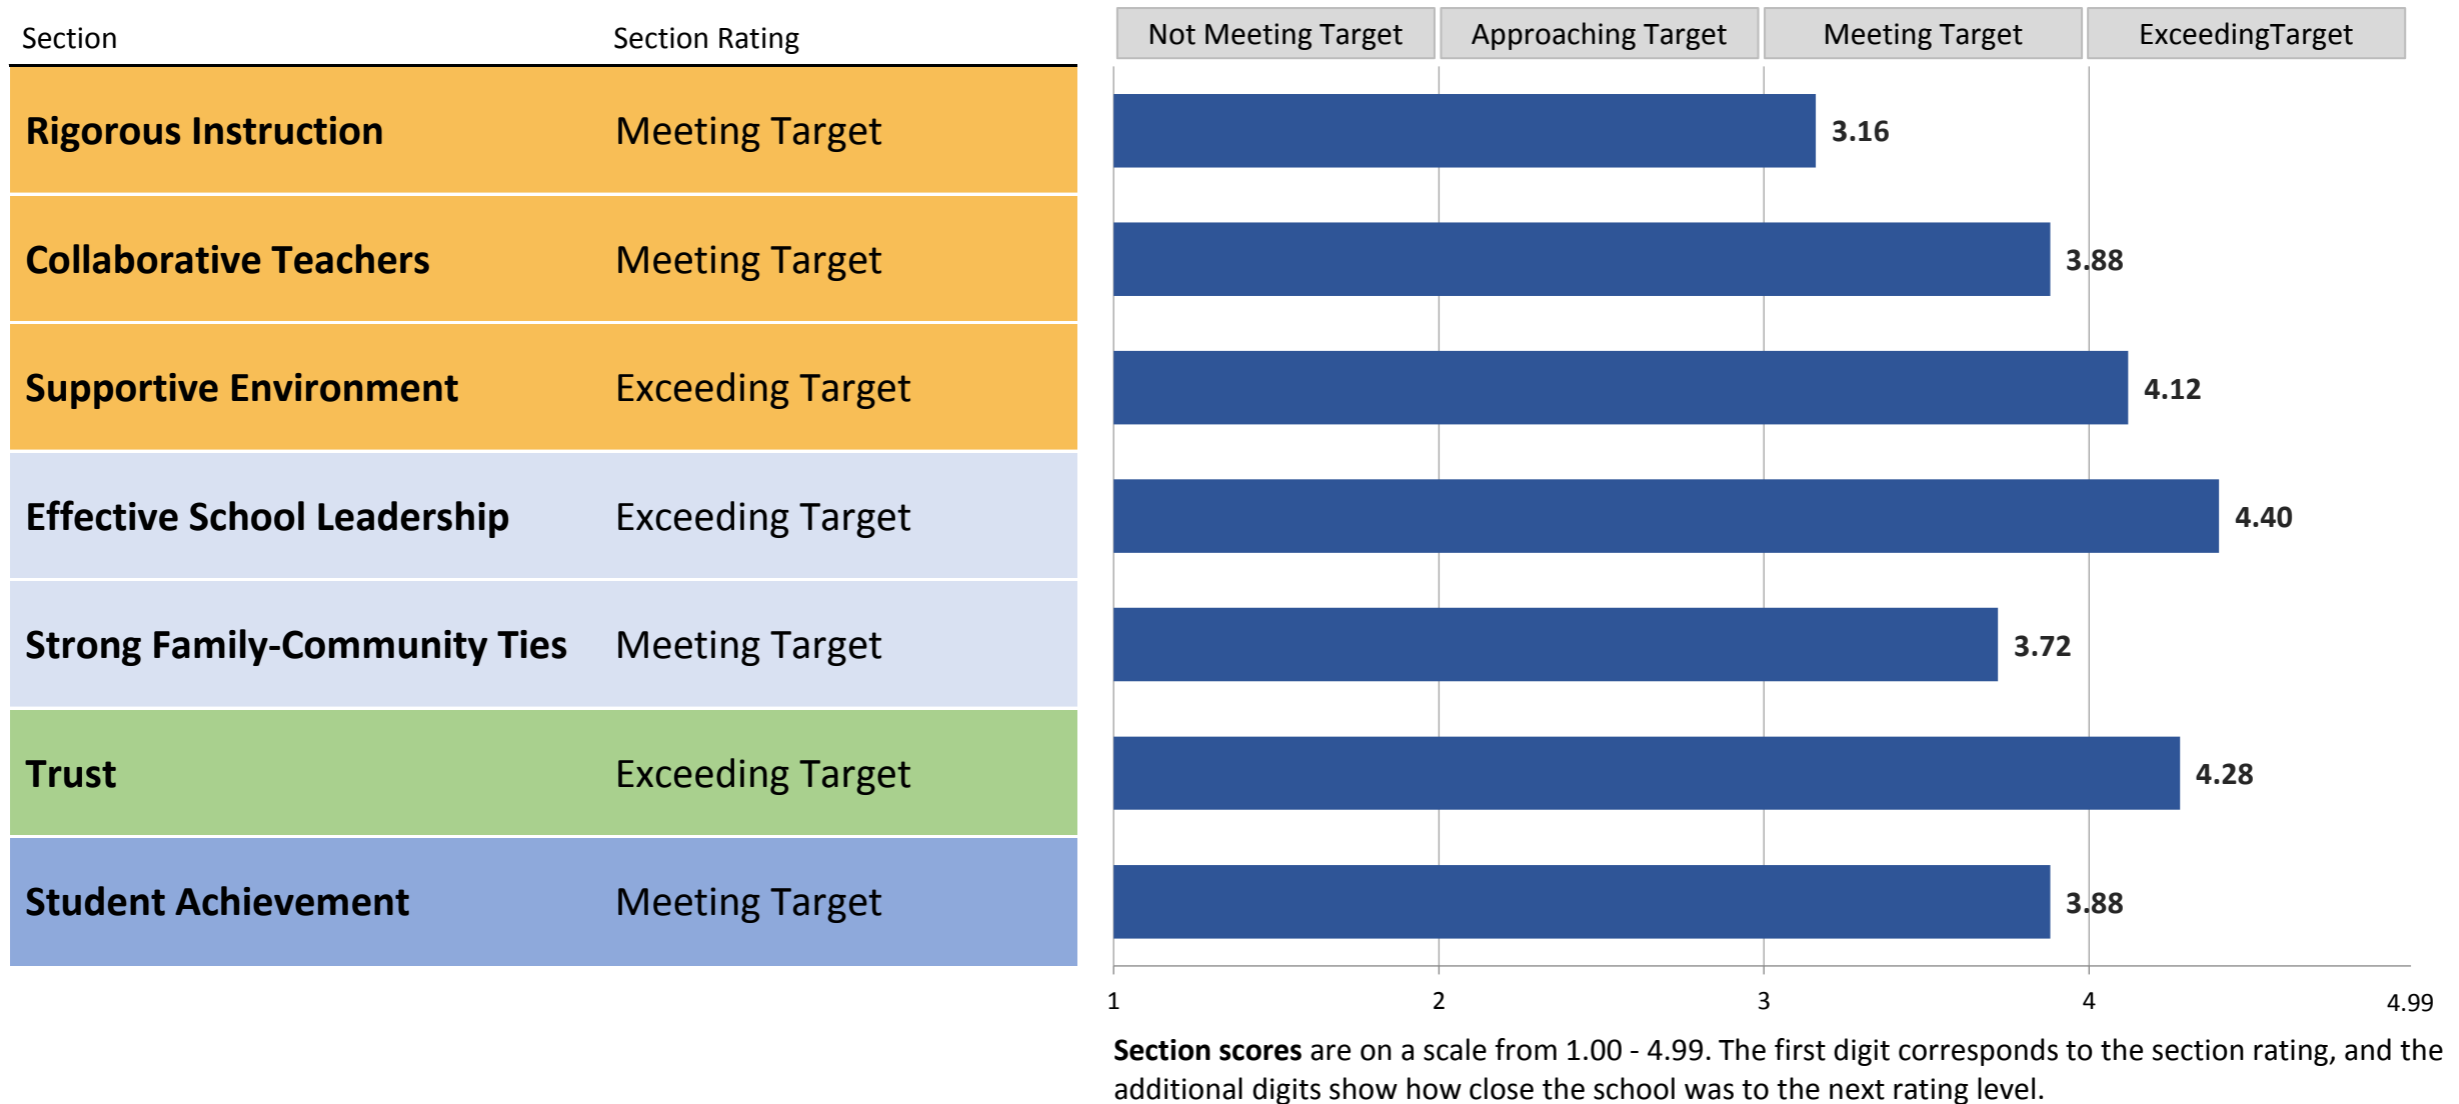 Section Section Rating Not Meeting Target Approaching Target Meeting Target ExceedingTarget
Rigorous Instruction Meeting Target 3.16
Collaborative Teachers Meeting Target 3.88
Supportive Environment Exceeding Target 4.12
Effective School Leadership Exceeding Target 4.40
Strong Family-Community Ties Meeting Target 3.72
Trust Exceeding Target 4.28
Student Achievement Meeting Target 3.88
1 2 3 4 4.99
Section scores are on a scale from 1.00 - 4.99. The first digit corresponds to the section rating, and the
additional digits show how close the school was to the next rating level.